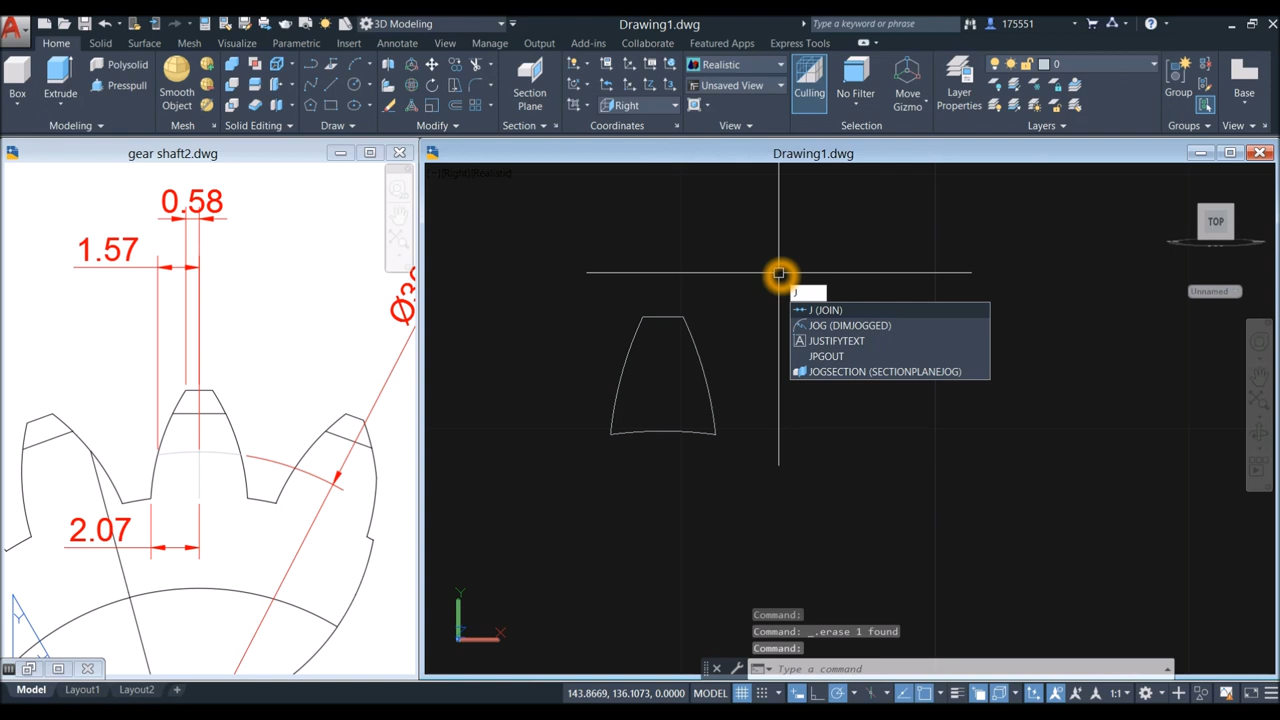 3D Modeling
Drawing1.dwg
Type a keyword or phrase
175551
Home Solid Surface Mesh Visualize Parametric Insert Annotate View Manage Output Add-ins Collaborate Featured Apps Express Tools
Box
Extrude
Polysolid
Presspull
Smooth
Object
Section
Plane
Right
Realistic
Unsaved View
Culling
No Filter
Move
Gizmo
Layer
Properties
0
Group
Base
Modeling Mesh Solid Editing Draw Modify Section Coordinates View Selection Layers Groups View
gear shaft2.dwg
Drawing1.dwg
[-][Right][Realistic]
0.58
1.57
2.07
Y
TOP
Unnamed
J
J (JOIN)
JOG (DIMJOGGED)
JUSTIFYTEXT
JPGOUT
JOGSECTION (SECTIONPLANEJOG)
Y
X
Command:
Command: _.erase 1 found
Command:
Type a command
Model Layout1 Layout2 +
143.8669, 136.1073, 0.0000 MODEL
1:1